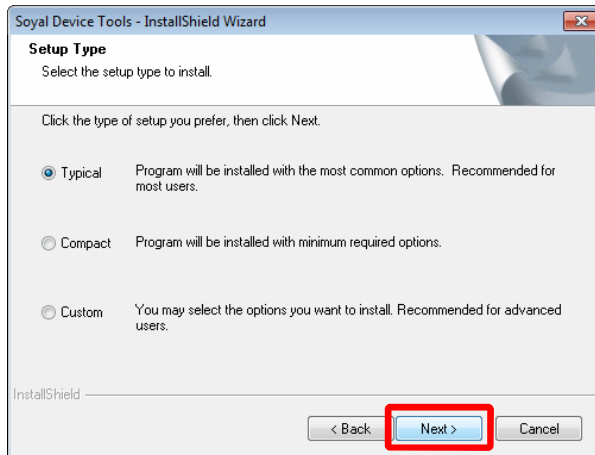 Soyal Device Tools - InstallShield Wizard
Setup Type
Select the setup type to install.
Click the type of setup you prefer, then click Next.
Typical Program will be installed with the most common options.  Recommended for
most users.
Compact Program will be installed with minimum required options.
Custom You may select the options you want to install. Recommended for advanced
users.
InstallShield
< Back Next > Cancel